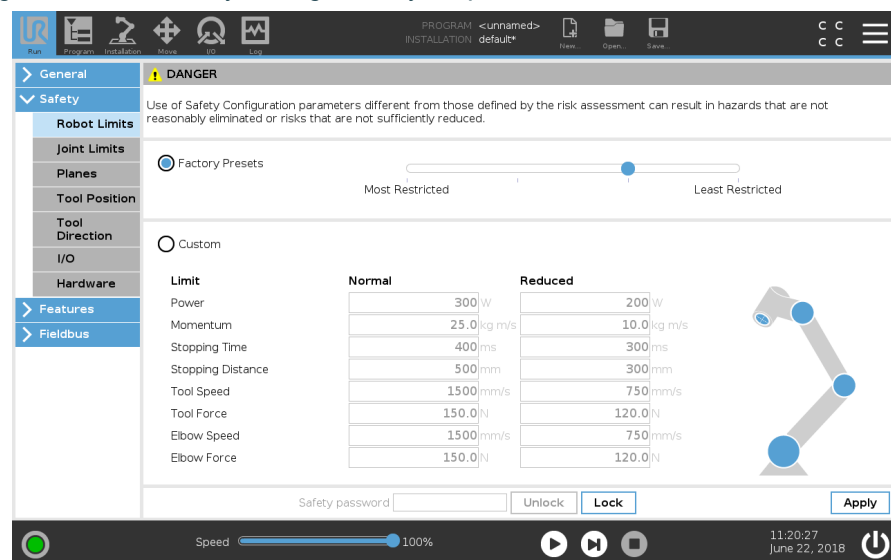 UR
PROGRAM <unnamed>
INSTALLATION default*
Run Program Installation Move I/O Log New... Open... Save...
C C
C C
General
Safety
Robot Limits
Joint Limits
Planes
Tool Position
Tool
Direction
I/O
Hardware
Features
Fieldbus
DANGER
Use of Safety Configuration parameters different from those defined by the risk assessment can result in hazards that are not
reasonably eliminated or risks that are not sufficiently reduced.
Factory Presets
Most Restricted Least Restricted
Custom
Limit Normal Reduced
Power 300 W 200 W
Momentum 25.0 kg m/s 10.0 kg m/s
Stopping Time 400 ms 300 ms
Stopping Distance 500 mm 300 mm
Tool Speed 1500 mm/s 750 mm/s
Tool Force 150.0 N 120.0 N
Elbow Speed 1500 mm/s 750 mm/s
Elbow Force 150.0 N 120.0 N
Safety password Unlock Lock Apply
Speed 100%
11:20:27
June 22, 2018